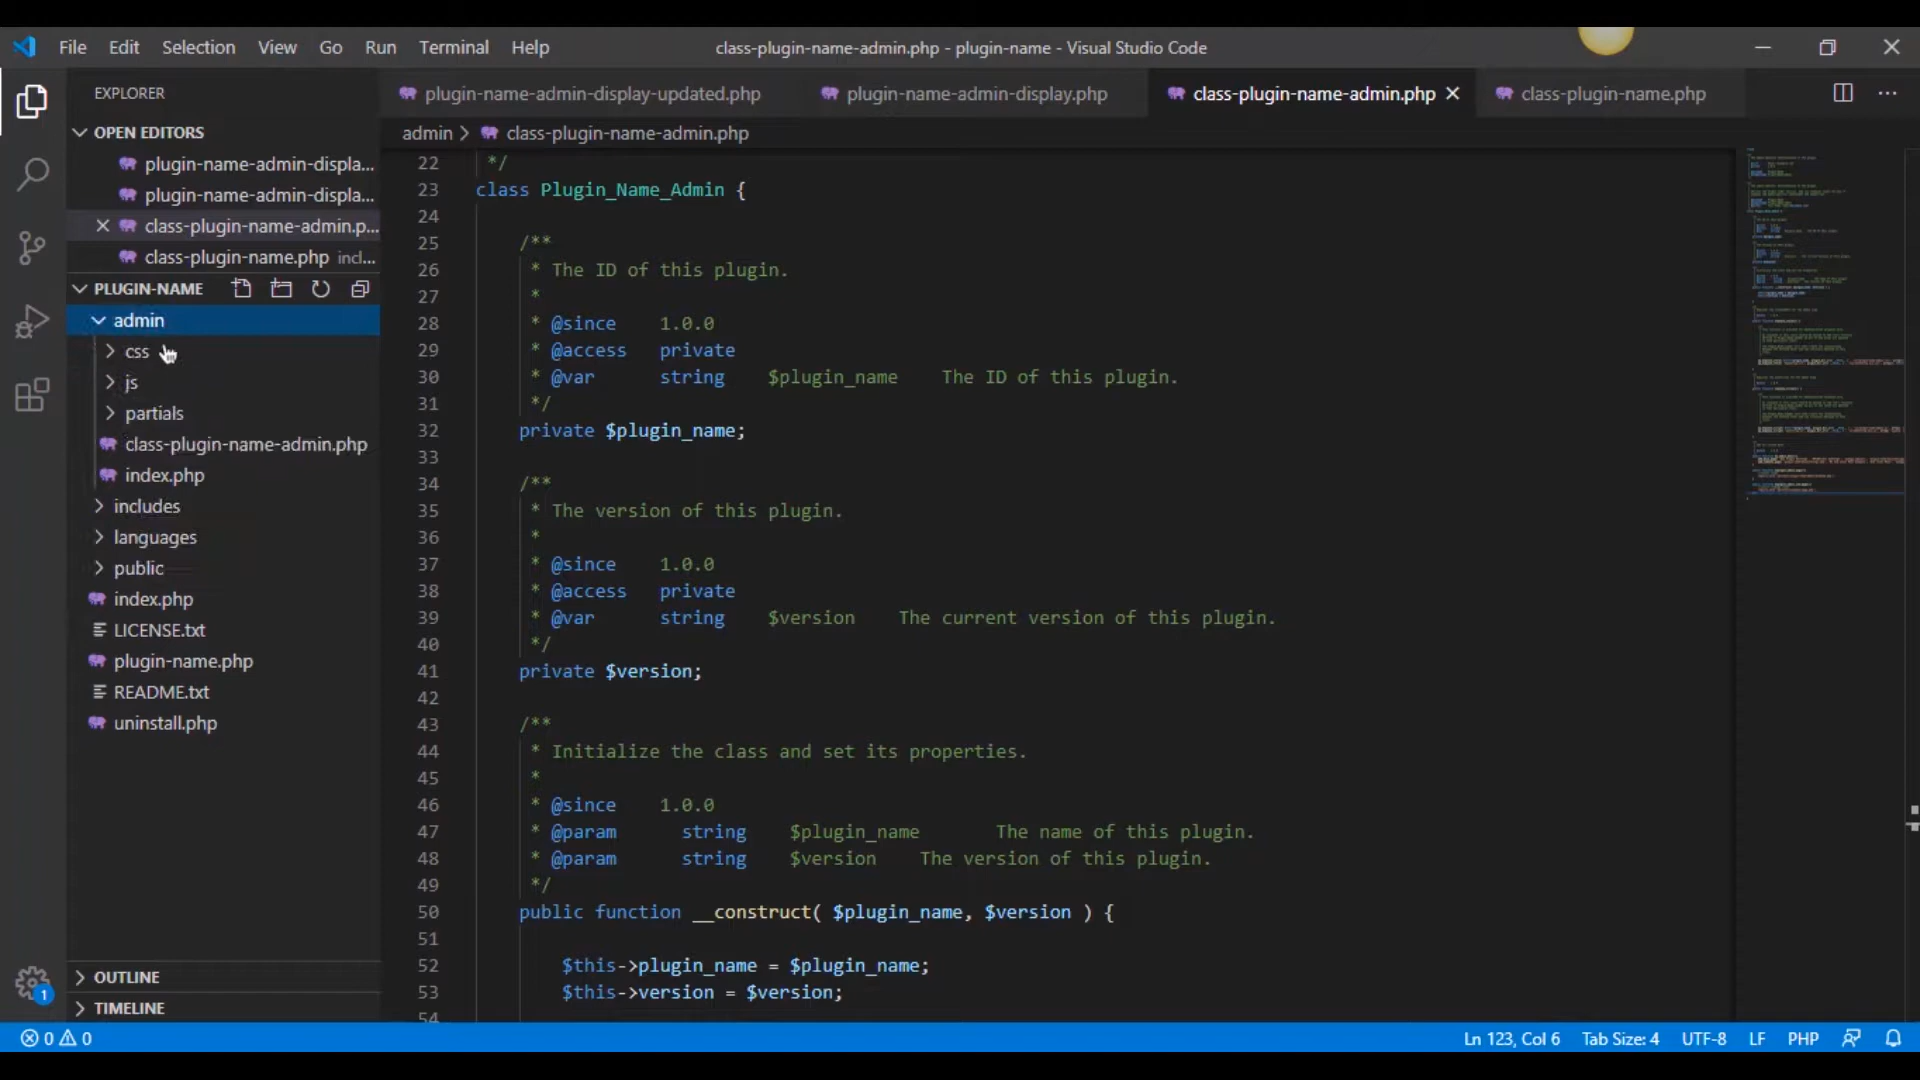 File Edit Selection View Go Run Terminal Help
class-plugin-name-admin.php - plugin-name - Visual Studio Code
EXPLORER
OPEN EDITORS
plugin-name-admin-displa...
plugin-name-admin-displa...
class-plugin-name-admin.p...
class-plugin-name.php incl...
PLUGIN-NAME
admin
css
js
partials
class-plugin-name-admin.php
index.php
includes
languages
public
index.php
LICENSE.txt
plugin-name.php
README.txt
uninstall.php
OUTLINE
TIMELINE
plugin-name-admin-display-updated.php
plugin-name-admin-display.php
class-plugin-name-admin.php
class-plugin-name.php
admin > class-plugin-name-admin.php
22 */
23 class Plugin_Name_Admin {
24
25 /**
26 * The ID of this plugin.
27 *
28 * @since 1.0.0
29 * @access private
30 * @var string $plugin_name The ID of this plugin.
31 */
32 private $plugin_name;
33
34 /**
35 * The version of this plugin.
36 *
37 * @since 1.0.0
38 * @access private
39 * @var string $version The current version of this plugin.
40 */
41 private $version;
42
43 /**
44 * Initialize the class and set its properties.
45 *
46 * @since 1.0.0
47 * @param string $plugin_name The name of this plugin.
48 * @param string $version The version of this plugin.
49 */
50 public function __construct( $plugin_name, $version ) {
51
52 $this->plugin_name = $plugin_name;
53 $this->version = $version;
54
1
0 0
Ln 123, Col 6 Tab Size: 4 UTF-8 LF PHP